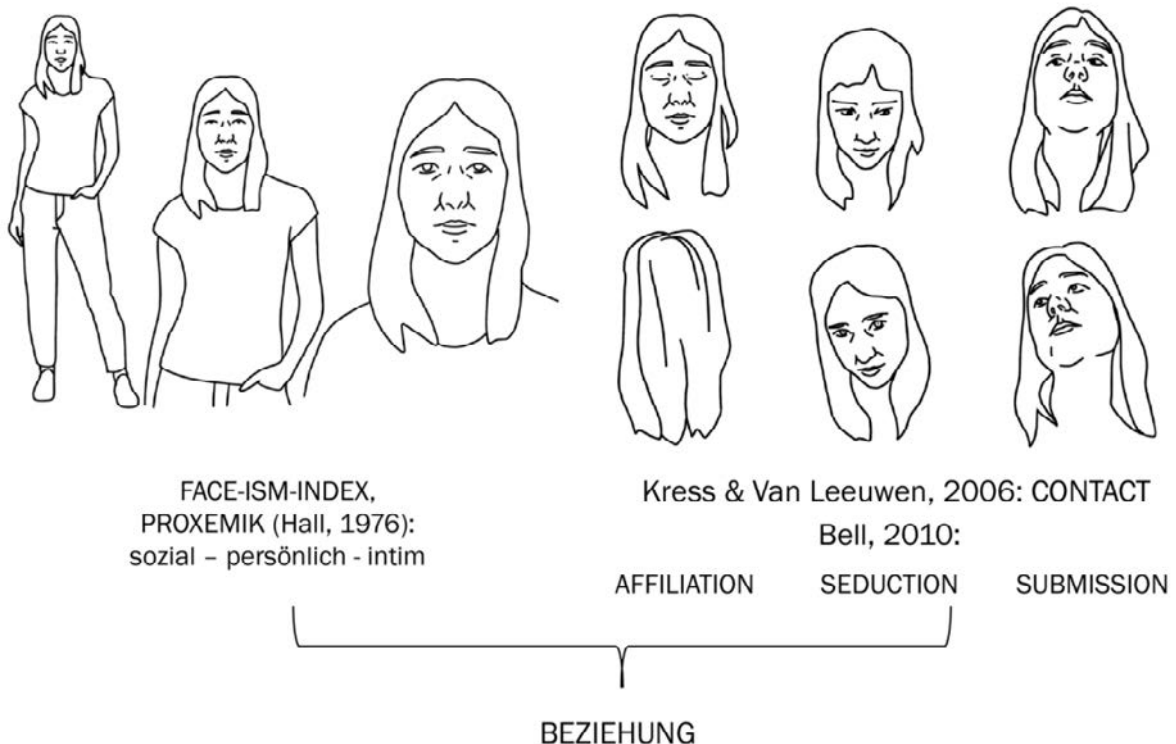 FACE-ISM-INDEX,
PROXEMIK (Hall, 1976):
sozial – persönlich - intim
Kress & Van Leeuwen, 2006: CONTACT
Bell, 2010:
AFFILIATION SEDUCTION SUBMISSION
BEZIEHUNG